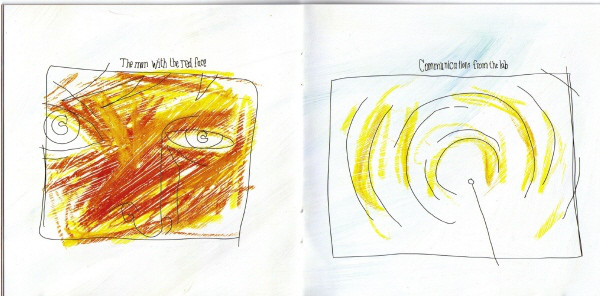 The man with the red face
Communications from the lab